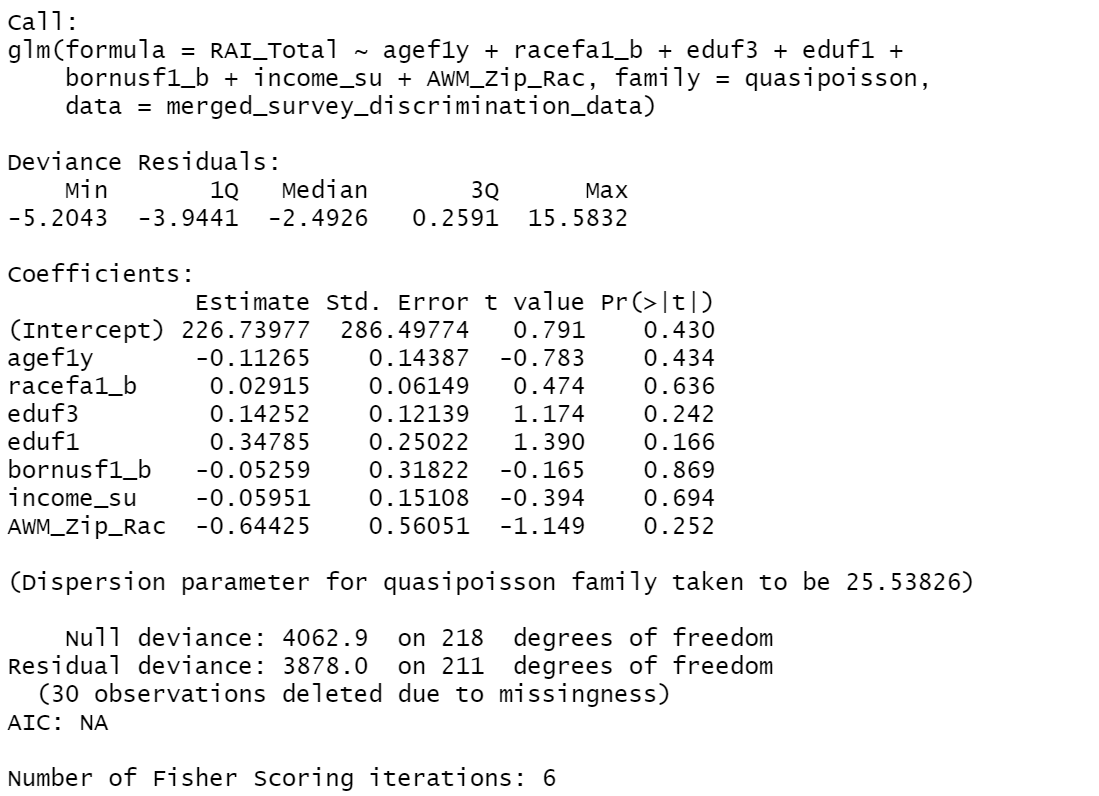 Call:
glm(formula = RAI_Total ~ agef1y + racefa1_b + eduf3 + eduf1 +
    bornusf1_b + income_su + AWM_Zip_Rac, family = quasipoisson,
    data = merged_survey_discrimination_data)

Deviance Residuals:
    Min       1Q   Median       3Q      Max
-5.2043  -3.9441  -2.4926   0.2591  15.5832

Coefficients:
             Estimate Std. Error t value Pr(>|t|)
(Intercept) 226.73977  286.49774   0.791    0.430
agef1y       -0.11265    0.14387  -0.783    0.434
racefa1_b     0.02915    0.06149   0.474    0.636
eduf3         0.14252    0.12139   1.174    0.242
eduf1         0.34785    0.25022   1.390    0.166
bornusf1_b   -0.05259    0.31822  -0.165    0.869
income_su    -0.05951    0.15108  -0.394    0.694
AWM_Zip_Rac  -0.64425    0.56051  -1.149    0.252

(Dispersion parameter for quasipoisson family taken to be 25.53826)

    Null deviance: 4062.9  on 218  degrees of freedom
Residual deviance: 3878.0  on 211  degrees of freedom
  (30 observations deleted due to missingness)
AIC: NA

Number of Fisher Scoring iterations: 6